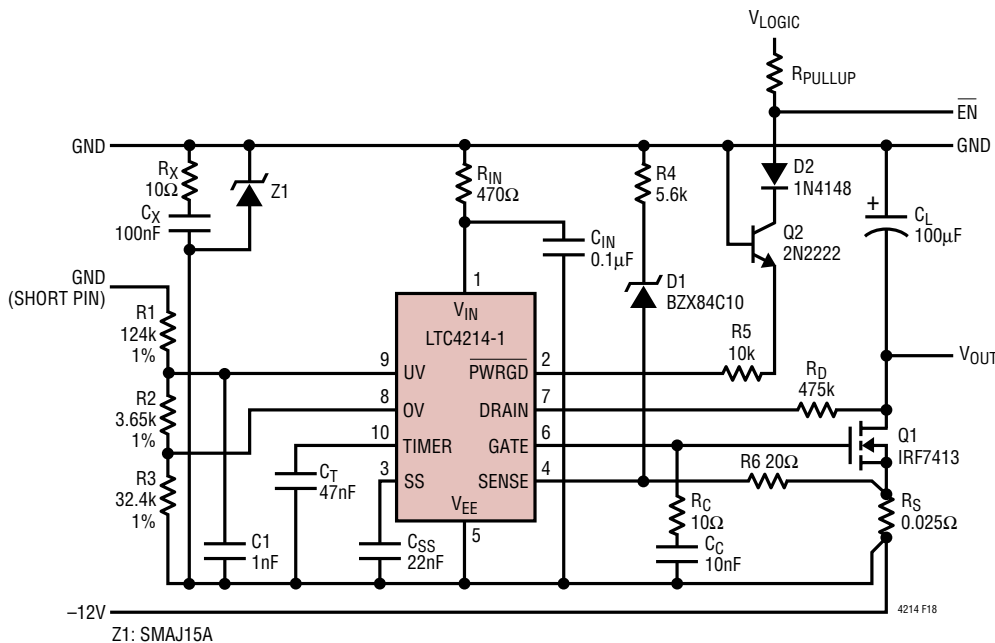 VLOGIC
RPULLUP
EN
GND
GND
RX
10Ω
CX
100nF
Z1
RIN
470Ω
CIN
0.1µF
R4
5.6k
D2
1N4148
Q2
2N2222
+
CL
100µF
GND
(SHORT PIN)
D1
BZX84C10
R1
124k
1%
R2
3.65k
1%
R3
32.4k
1%
1
VIN
LTC4214-1
9
UV
8
OV
10
TIMER
3
SS
VEE
5
PWRGD
2
DRAIN
7
GATE
6
SENSE
4
R5
10k
RD
475k
VOUT
Q1
IRF7413
R6 20Ω
RS
0.025Ω
RC
10Ω
CC
10nF
CT
47nF
C1
1nF
CSS
22nF
–12V
4214 F18
Z1: SMAJ15A